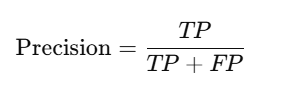 Precision = TP / TP + FP